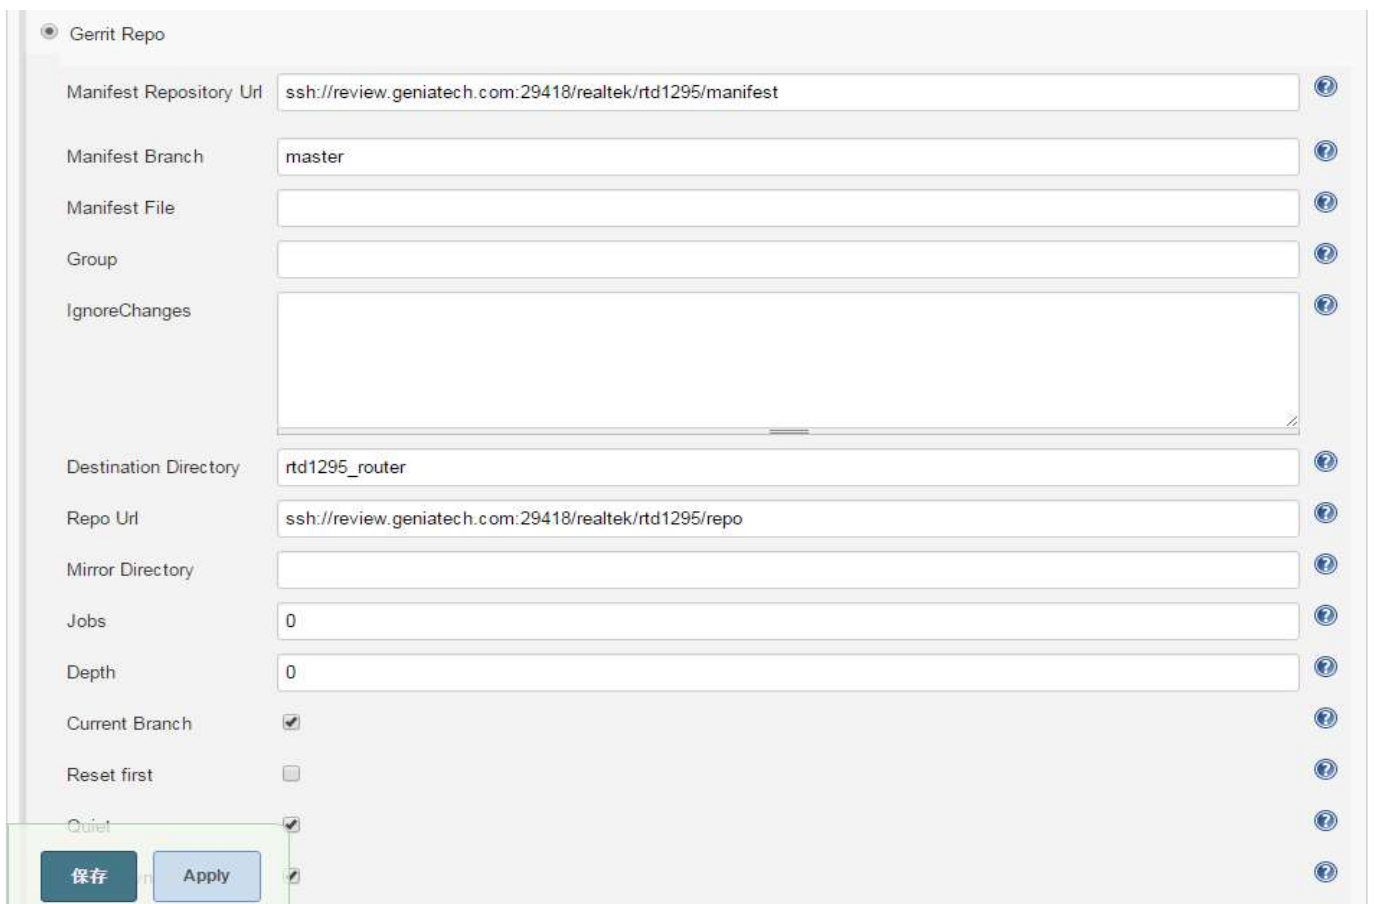 Gerrit Repo
Manifest Repository Url ssh://review.geniatech.com:29418/realtek/rtd1295/manifest
Manifest Branch master
Manifest File
Group
IgnoreChanges
Destination Directory rtd1295_router
Repo Url ssh://review.geniatech.com:29418/realtek/rtd1295/repo
Mirror Directory
Jobs 0
Depth 0
Current Branch
Reset first
Quiet
保存 Apply